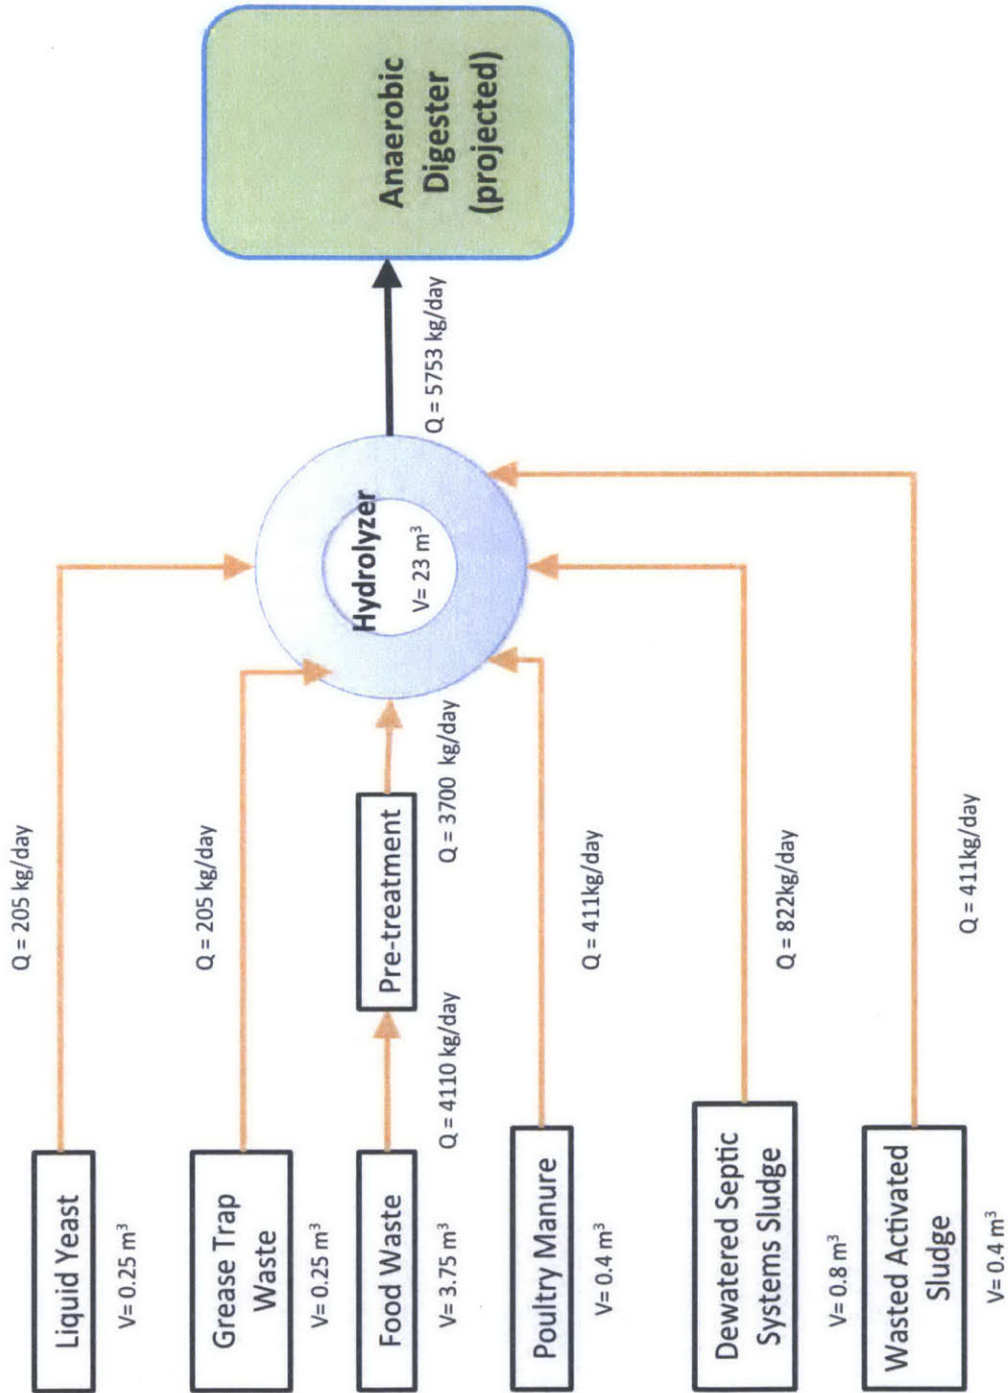 Liquid Yeast
V= 0.25 m³
Q = 205 kg/day
Grease Trap
Waste
V= 0.25 m³
Q = 205 kg/day
Food Waste
V= 3.75 m³
Q = 4110 kg/day
Pre-treatment
Q = 3700 kg/day
Poultry Manure
V= 0.4 m³
Q = 411kg/day
Dewatered Septic
Systems Sludge
V= 0.8 m³
Q = 822kg/day
Wasted Activated
Sludge
V= 0.4 m³
Q = 411kg/day
Hydrolyzer
V= 23 m³
Q = 5753 kg/day
Anaerobic
Digester
(projected)